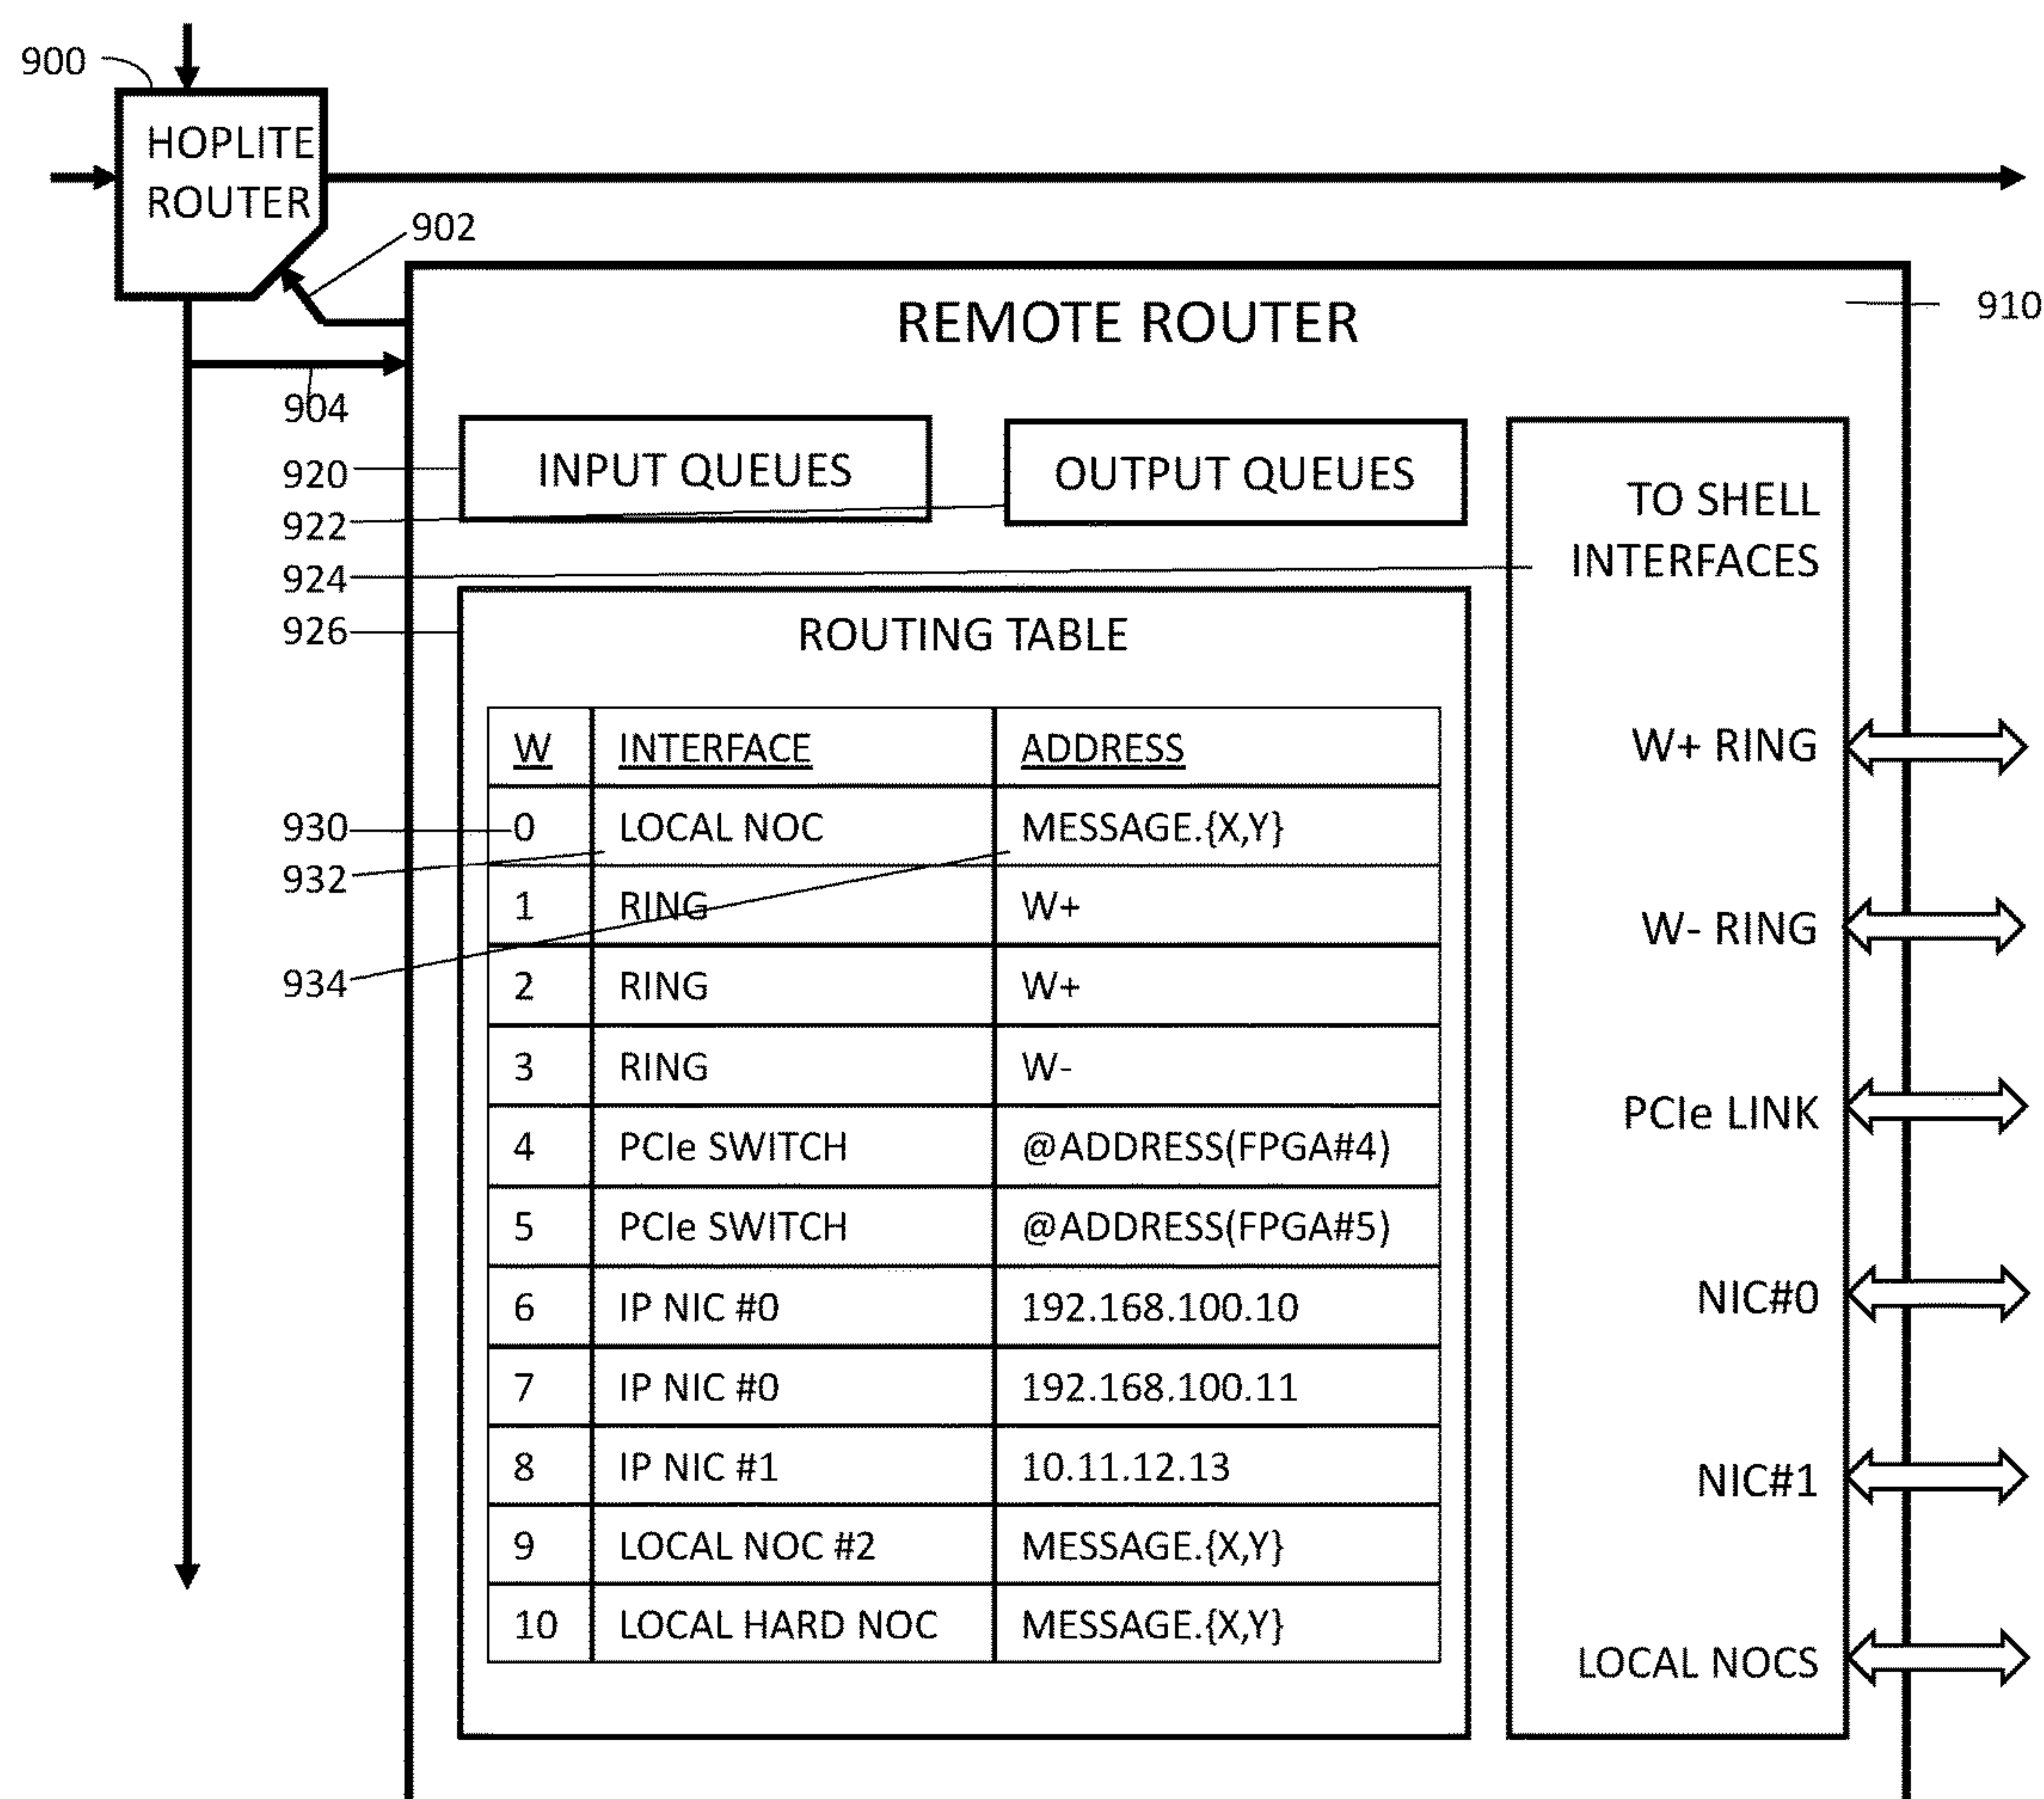 900
HOPLITE
ROUTER
902
REMOTE ROUTER
910
904
INPUT QUEUES
OUTPUT QUEUES
920
922
924
926
TO SHELL
INTERFACES
ROUTING TABLE
W INTERFACE ADDRESS
0 LOCAL NOC MESSAGE.{X,Y}
1 RING W+
2 RING W+
3 RING W-
4 PCIe SWITCH @ADDRESS(FPGA#4)
5 PCIe SWITCH @ADDRESS(FPGA#5)
6 IP NIC #0 192.168.100.10
7 IP NIC #0 192.168.100.11
8 IP NIC #1 10.11.12.13
9 LOCAL NOC #2 MESSAGE.{X,Y}
10 LOCAL HARD NOC MESSAGE.{X,Y}
930
932
934
W+ RING
W- RING
PCIe LINK
NIC#0
NIC#1
LOCAL NOCS